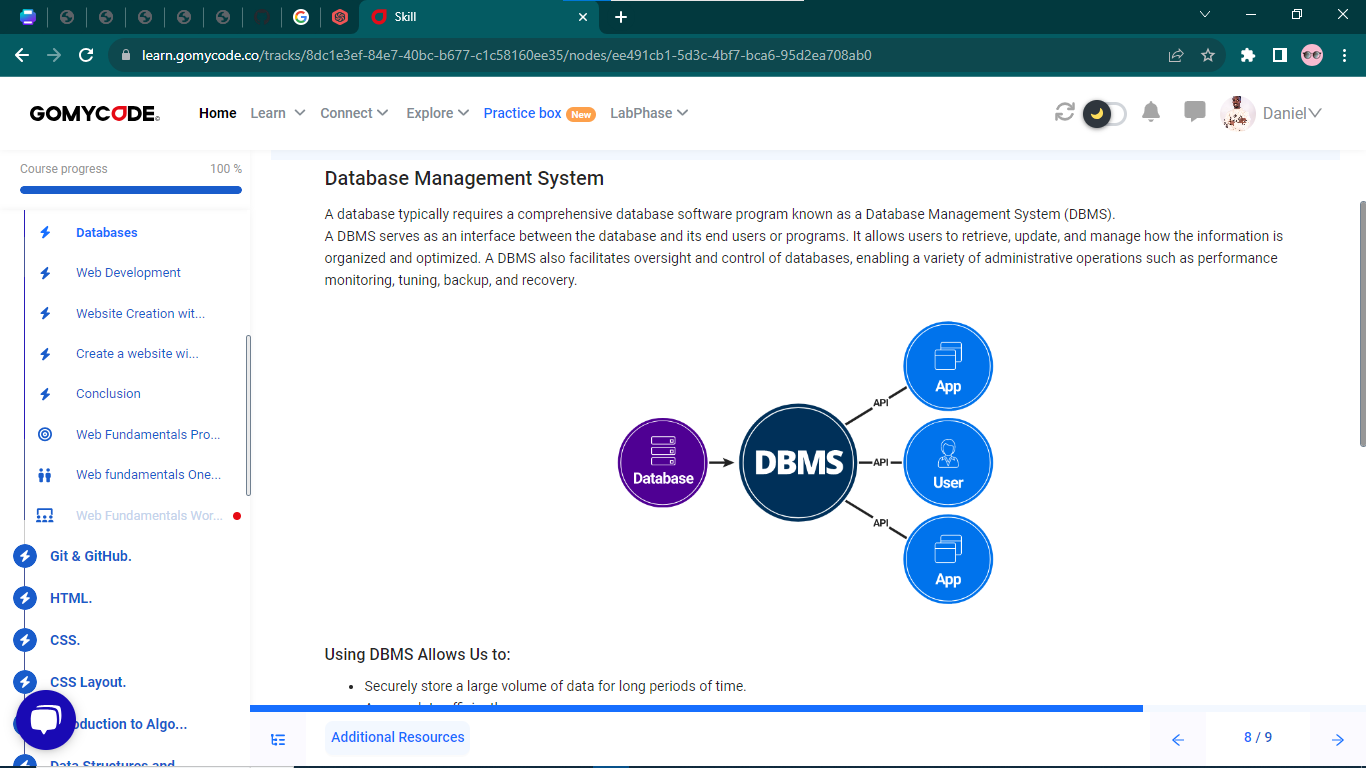 Skill
learn.gomycode.co/tracks/8dc1e3ef-84e7-40bc-b677-c1c58160ee35/nodes/ee491cb1-5d3c-4bf7-bca6-95d2ea708ab0
GOMYCODE
Home Learn Connect Explore Practice box New LabPhase
Daniel
Course progress 100 %
Databases
Web Development
Website Creation wit...
Create a website wi...
Conclusion
Web Fundamentals Pro...
Web fundamentals One...
Web Fundamentals Wor...
Git & GitHub.
HTML.
CSS.
CSS Layout.
oduction to Algo...
Data Structures and
Database Management System
A database typically requires a comprehensive database software program known as a Database Management System (DBMS).
A DBMS serves as an interface between the database and its end users or programs. It allows users to retrieve, update, and manage how the information is
organized and optimized. A DBMS also facilitates oversight and control of databases, enabling a variety of administrative operations such as performance
monitoring, tuning, backup, and recovery.
App
API
Database
DBMS
API
User
API
App
Using DBMS Allows Us to:
Securely store a large volume of data for long periods of time.
Additional Resources
8 / 9